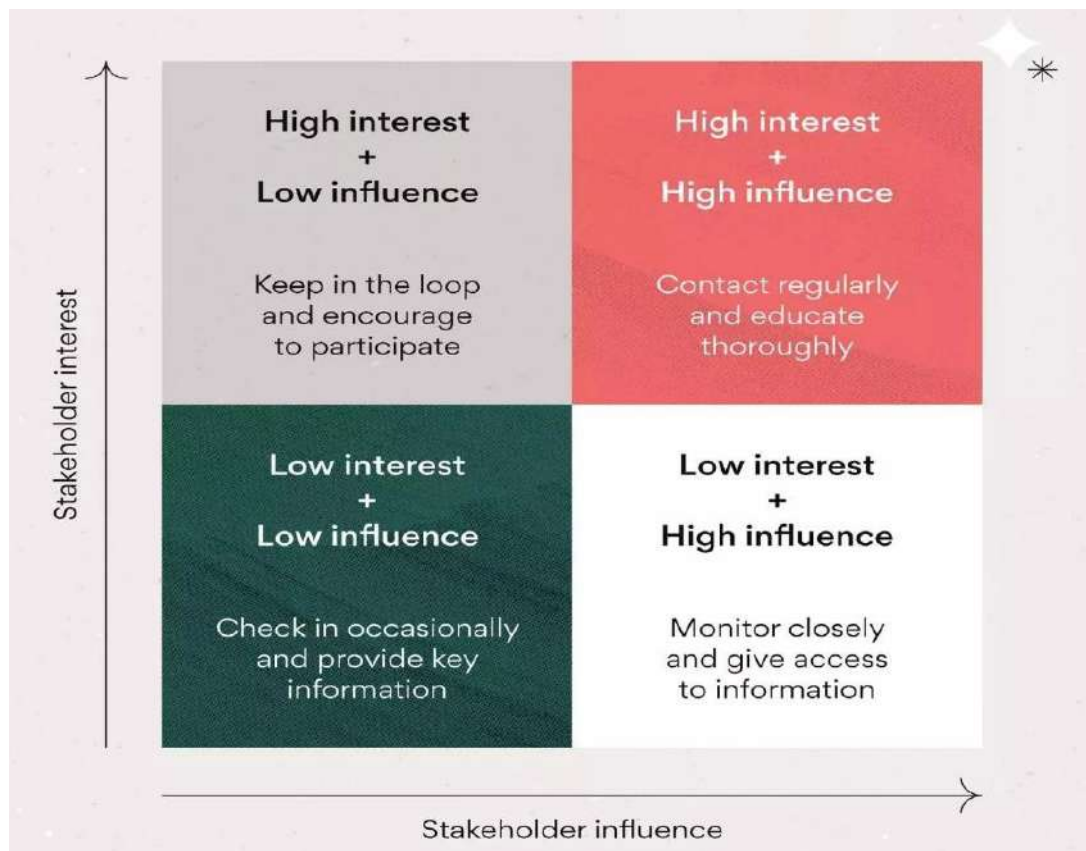 Stakeholder interest
High interest
+
Low influence
Keep in the loop
and encourage
to participate
High interest
+
High influence
Contact regularly
and educate
thoroughly
Low interest
+
Low influence
Check in occasionally
and provide key
information
Low interest
+
High influence
Monitor closely
and give access
to information
Stakeholder influence